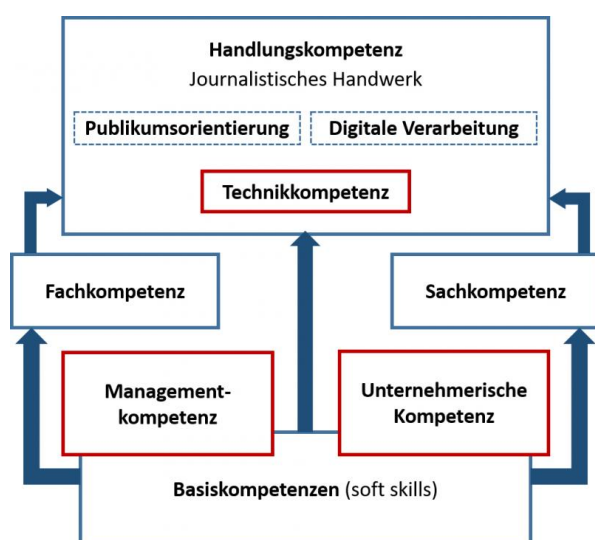 Handlungskompetenz
Journalistisches Handwerk
Publikumsorientierung
Digitale Verarbeitung
Technikkompetenz
Fachkompetenz
Sachkompetenz
Management-
kompetenz
Unternehmerische
Kompetenz
Basiskompetenzen (soft skills)